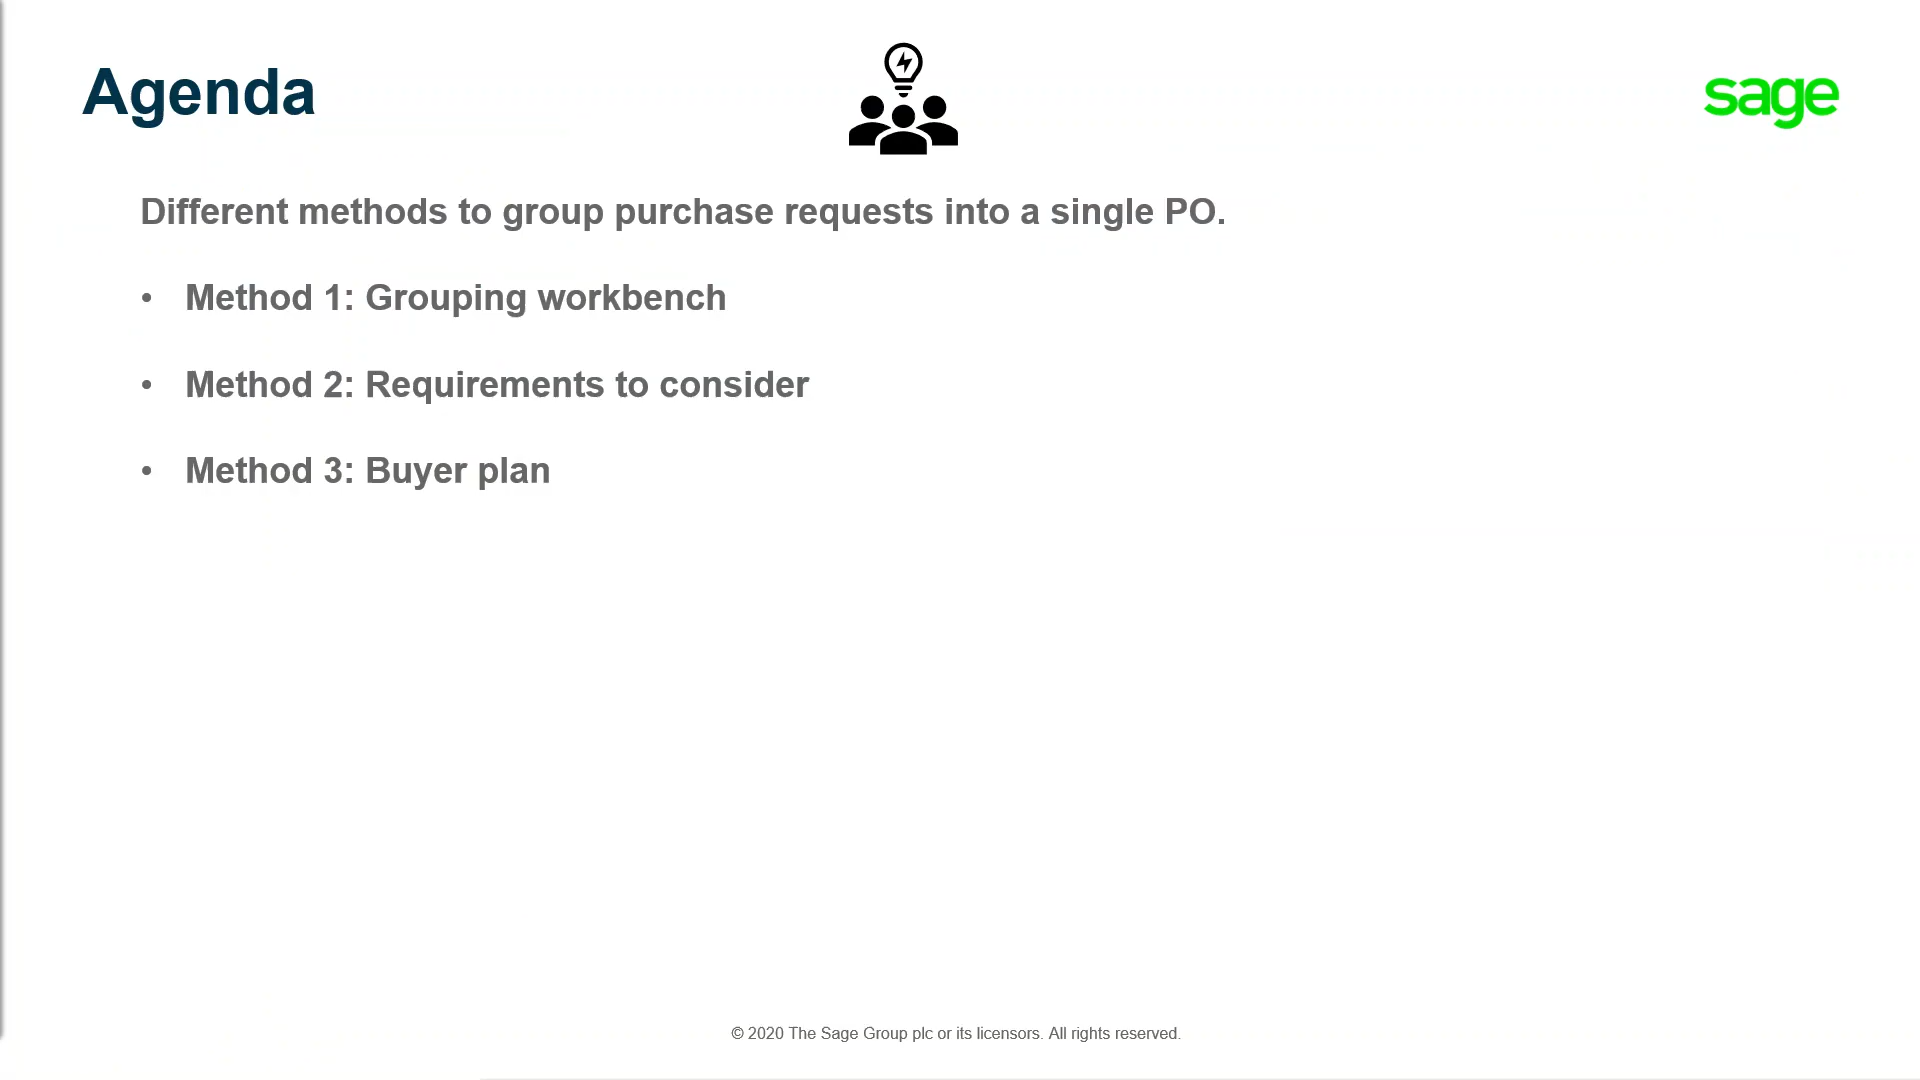 Agenda
sage
Different methods to group purchase requests into a single PO.
• Method 1: Grouping workbench
• Method 2: Requirements to consider
• Method 3: Buyer plan
© 2020 The Sage Group plc or its licensors. All rights reserved.